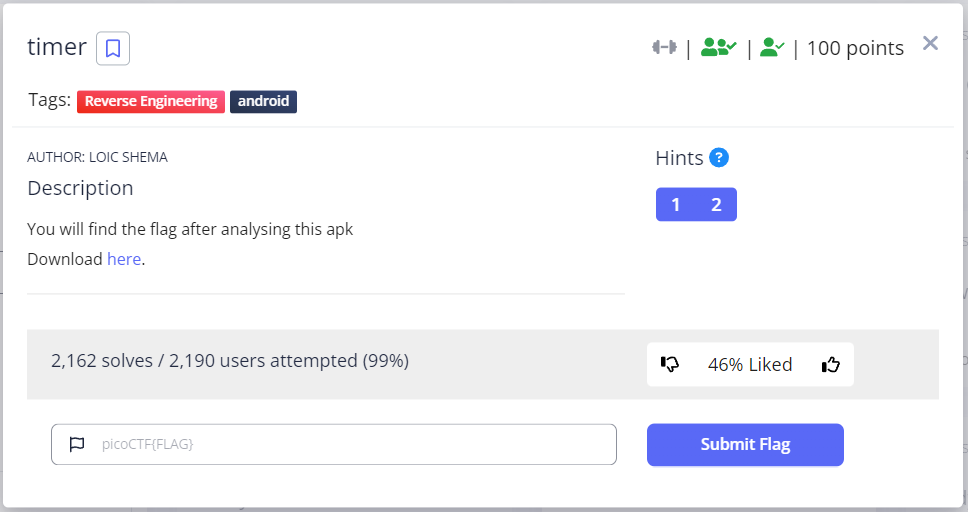 timer
| | | 100 points
Tags: Reverse Engineering android
AUTHOR: LOIC SHEMA
Hints ?
Description
1 2
You will find the flag after analysing this apk
Download here.
2,162 solves / 2,190 users attempted (99%)
46% Liked
picoCTF{FLAG}
Submit Flag